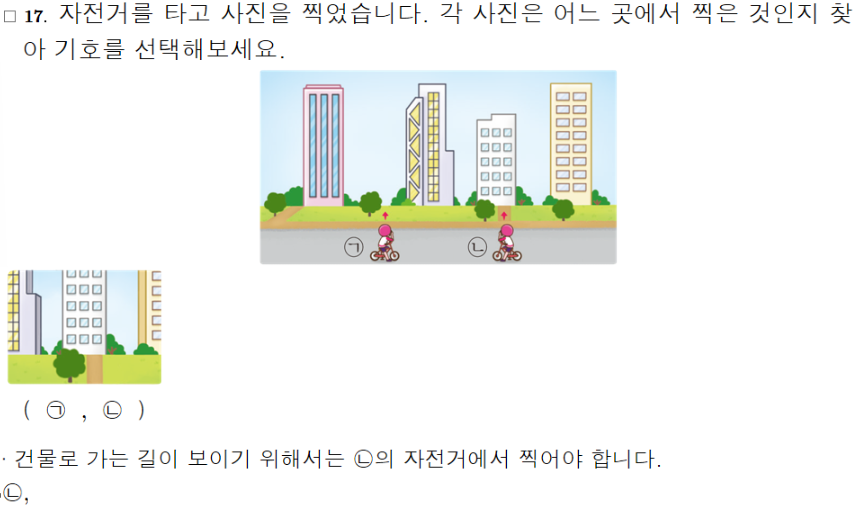 □ 17. 자전거를 타고 사진을 찍었습니다. 각 사진은 어느 곳에서 찍은 것인지 찾
아 기호를 선택해보세요.
㉠ ㉡
( ㉠ , ㉡ )
· 건물로 가는 길이 보이기 위해서는 ㉡의 자전거에서 찍어야 합니다.
㉡,